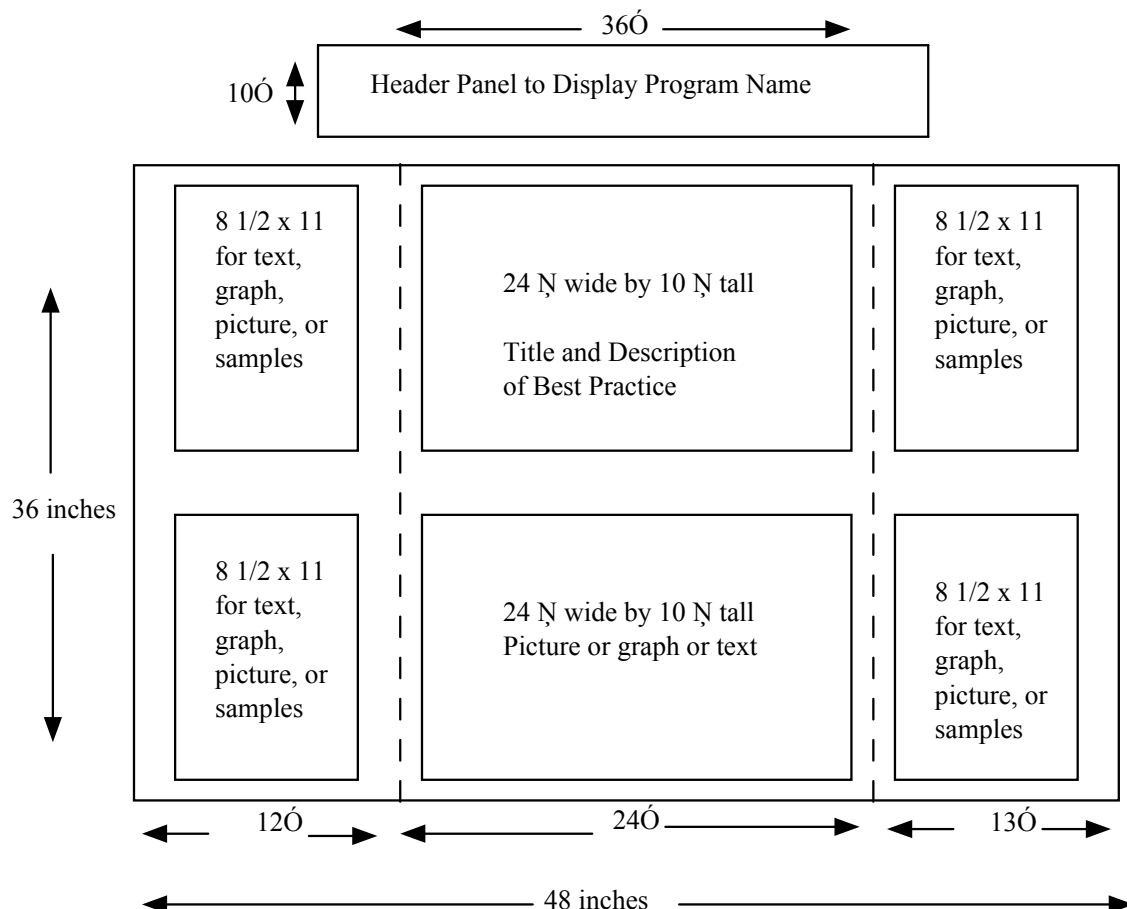 36Ó
10Ó
Header Panel to Display Program Name
8 1/2 x 11
for text,
graph,
picture, or
samples
24 Ņ wide by 10 Ņ tall
Title and Description
of Best Practice
8 1/2 x 11
for text,
graph,
picture, or
samples
36 inches
8 1/2 x 11
for text,
graph,
picture, or
samples
24 Ņ wide by 10 Ņ tall
Picture or graph or text
8 1/2 x 11
for text,
graph,
picture, or
samples
12Ó
24Ó
13Ó
48 inches